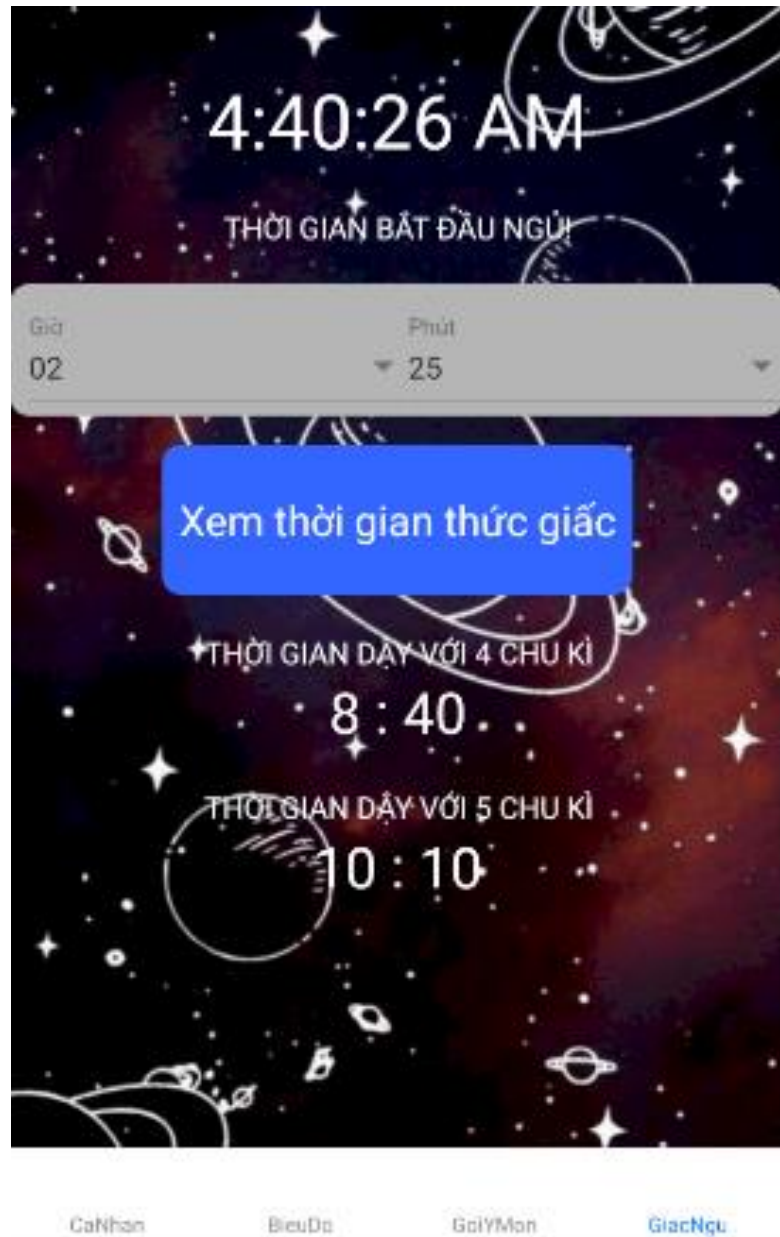 4:40:26 AM
THỜI GIAN BẮT ĐẦU NGỦ!
Giờ Phút
02 25
Xem thời gian thức giấc
THỜI GIAN DẬY VỚI 4 CHU KÌ
8 : 40
THỜI GIAN DẬY VỚI 5 CHU KÌ
10 : 10
CaNhan BieuDo GoiYMon GiacNgu